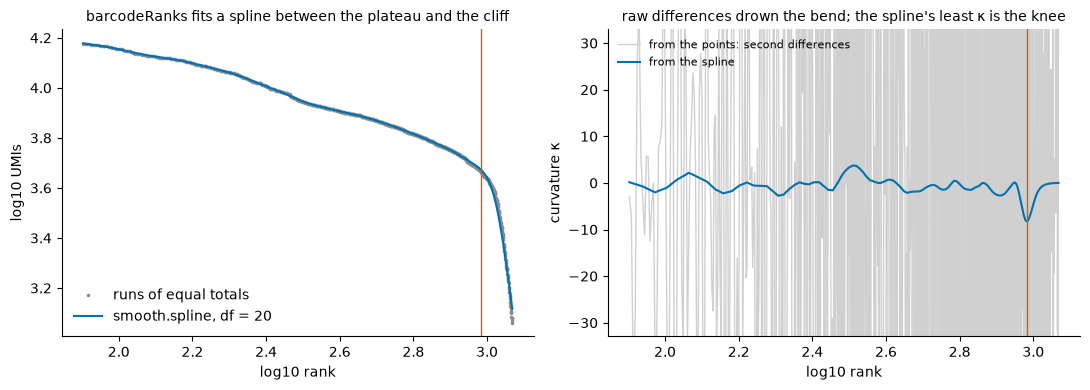 barcodeRanks fits a spline between the plateau and the cliff
log10 UMIs
4.2
4.0
3.8
3.6
3.4
3.2
runs of equal totals
smooth.spline, df = 20
2.0 2.2 2.4 2.6 2.8 3.0
log10 rank
raw differences drown the bend; the spline's least κ is the knee
curvature κ
30
20
10
0
−10
−20
−30
from the points: second differences
from the spline
2.0 2.2 2.4 2.6 2.8 3.0
log10 rank